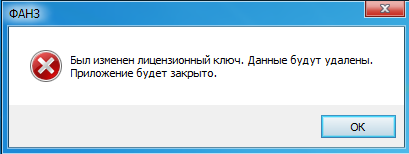 ФАНЗ
Был изменен лицензионный ключ. Данные будут удалены.
Приложение будет закрыто.
OK